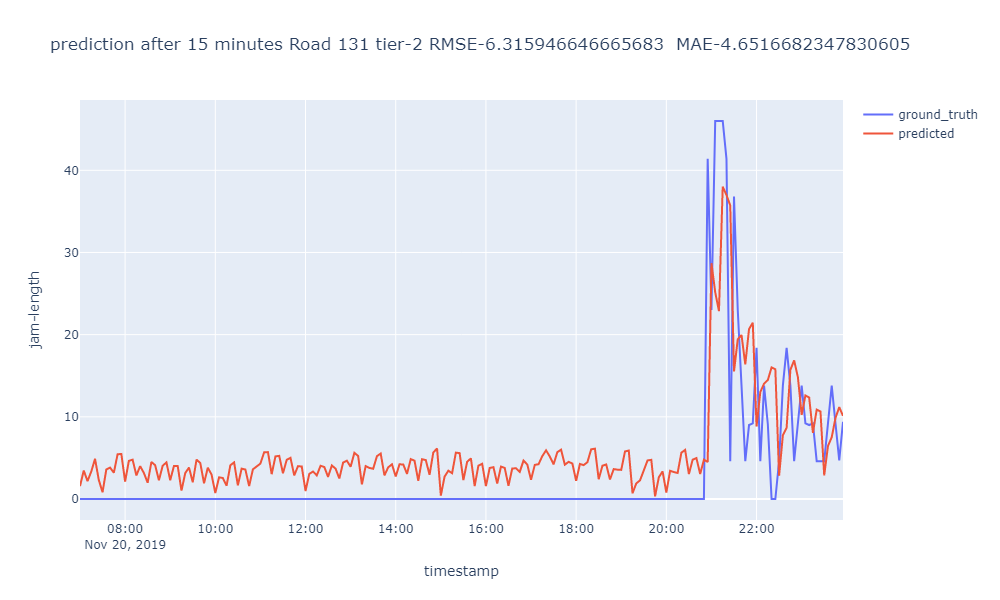 prediction after 15 minutes Road 131 tier-2 RMSE-6.315946646665683  MAE-4.6516682347830605
ground_truth
predicted
40
30
20
10
0
jam-length
08:00 10:00 12:00 14:00 16:00 18:00 20:00 22:00
Nov 20, 2019
timestamp